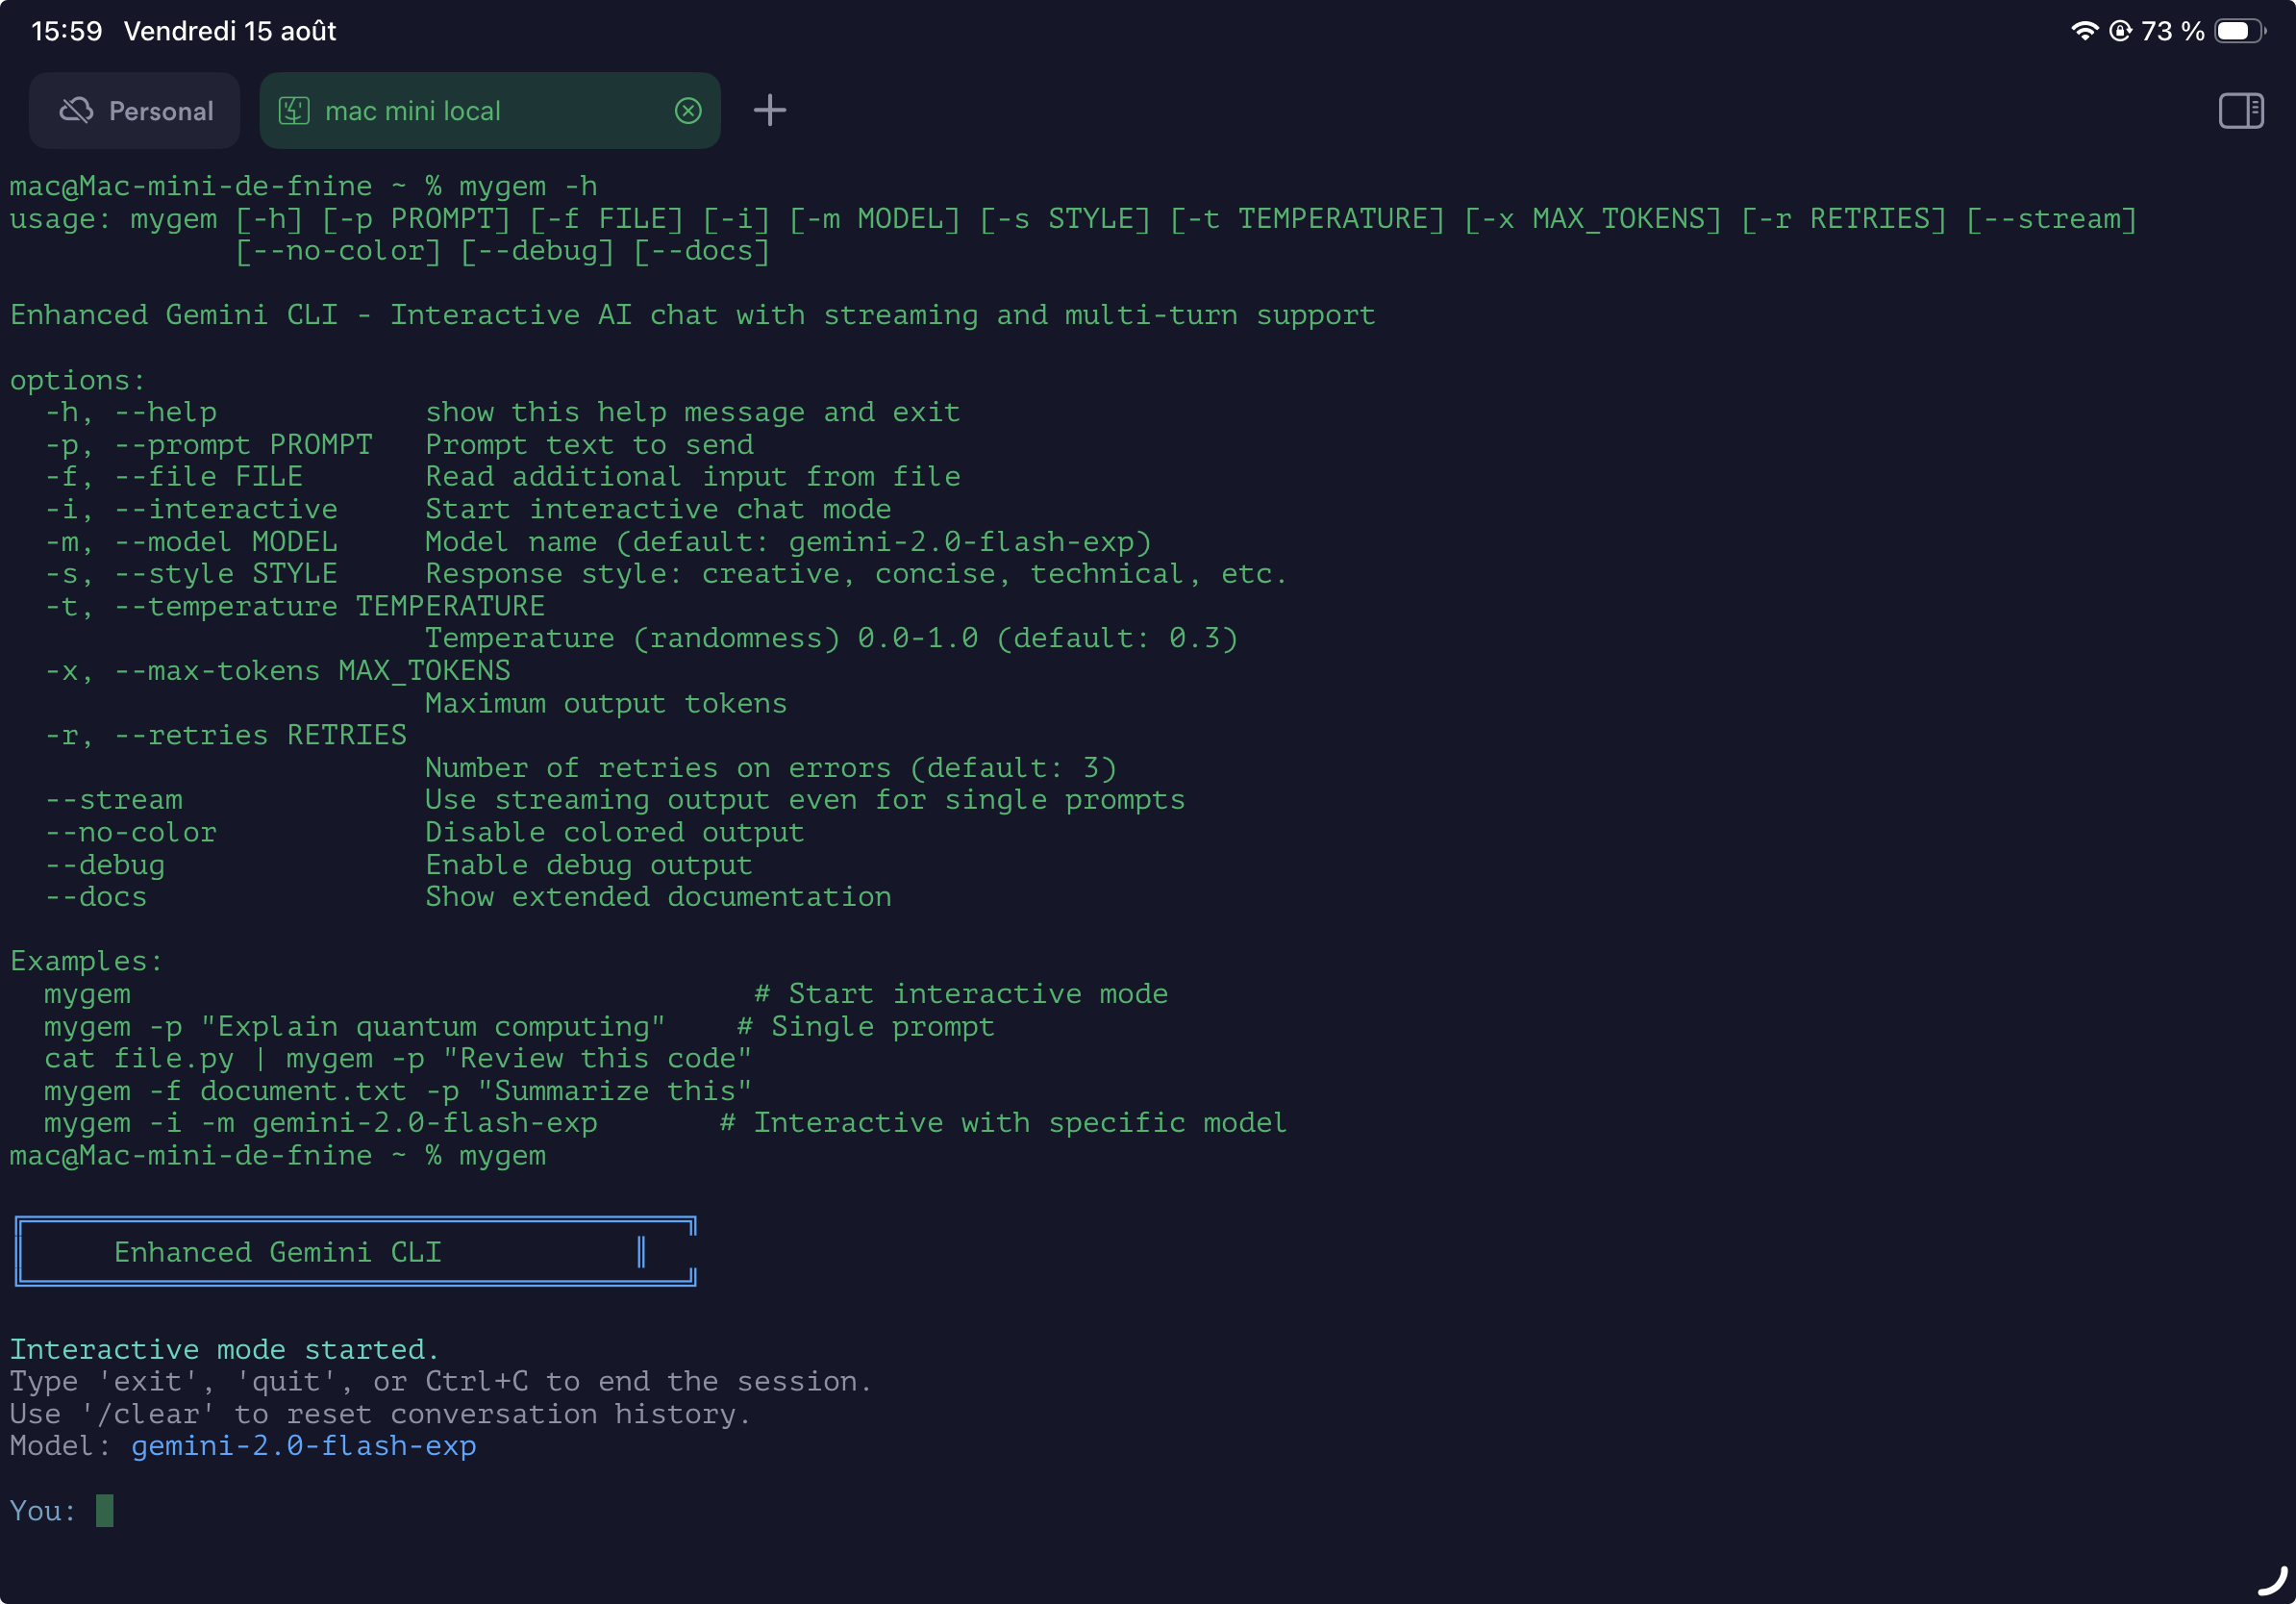 15:59 Vendredi 15 août 73 %
Personal mac mini local
mac@Mac-mini-de-fnine ~ % mygem -h
usage: mygem [-h] [-p PROMPT] [-f FILE] [-i] [-m MODEL] [-s STYLE] [-t TEMPERATURE] [-x MAX_TOKENS] [-r RETRIES] [--stream]
             [--no-color] [--debug] [--docs]

Enhanced Gemini CLI - Interactive AI chat with streaming and multi-turn support

options:
  -h, --help            show this help message and exit
  -p, --prompt PROMPT   Prompt text to send
  -f, --file FILE       Read additional input from file
  -i, --interactive     Start interactive chat mode
  -m, --model MODEL     Model name (default: gemini-2.0-flash-exp)
  -s, --style STYLE     Response style: creative, concise, technical, etc.
  -t, --temperature TEMPERATURE
                        Temperature (randomness) 0.0-1.0 (default: 0.3)
  -x, --max-tokens MAX_TOKENS
                        Maximum output tokens
  -r, --retries RETRIES
                        Number of retries on errors (default: 3)
  --stream              Use streaming output even for single prompts
  --no-color            Disable colored output
  --debug               Enable debug output
  --docs                Show extended documentation

Examples:
  mygem                                    # Start interactive mode
  mygem -p "Explain quantum computing"    # Single prompt
  cat file.py | mygem -p "Review this code"
  mygem -f document.txt -p "Summarize this"
  mygem -i -m gemini-2.0-flash-exp       # Interactive with specific model
mac@Mac-mini-de-fnine ~ % mygem

Enhanced Gemini CLI

Interactive mode started.
Type 'exit', 'quit', or Ctrl+C to end the session.
Use '/clear' to reset conversation history.
Model: gemini-2.0-flash-exp

You: